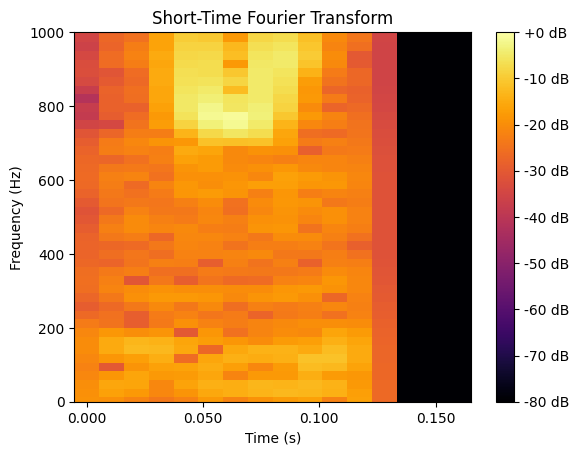 Short-Time Fourier Transform
Frequency (Hz)
1000
800
600
400
200
0
0.000
0.050
0.100
0.150
Time (s)
+0 dB
-10 dB
-20 dB
-30 dB
-40 dB
-50 dB
-60 dB
-70 dB
-80 dB